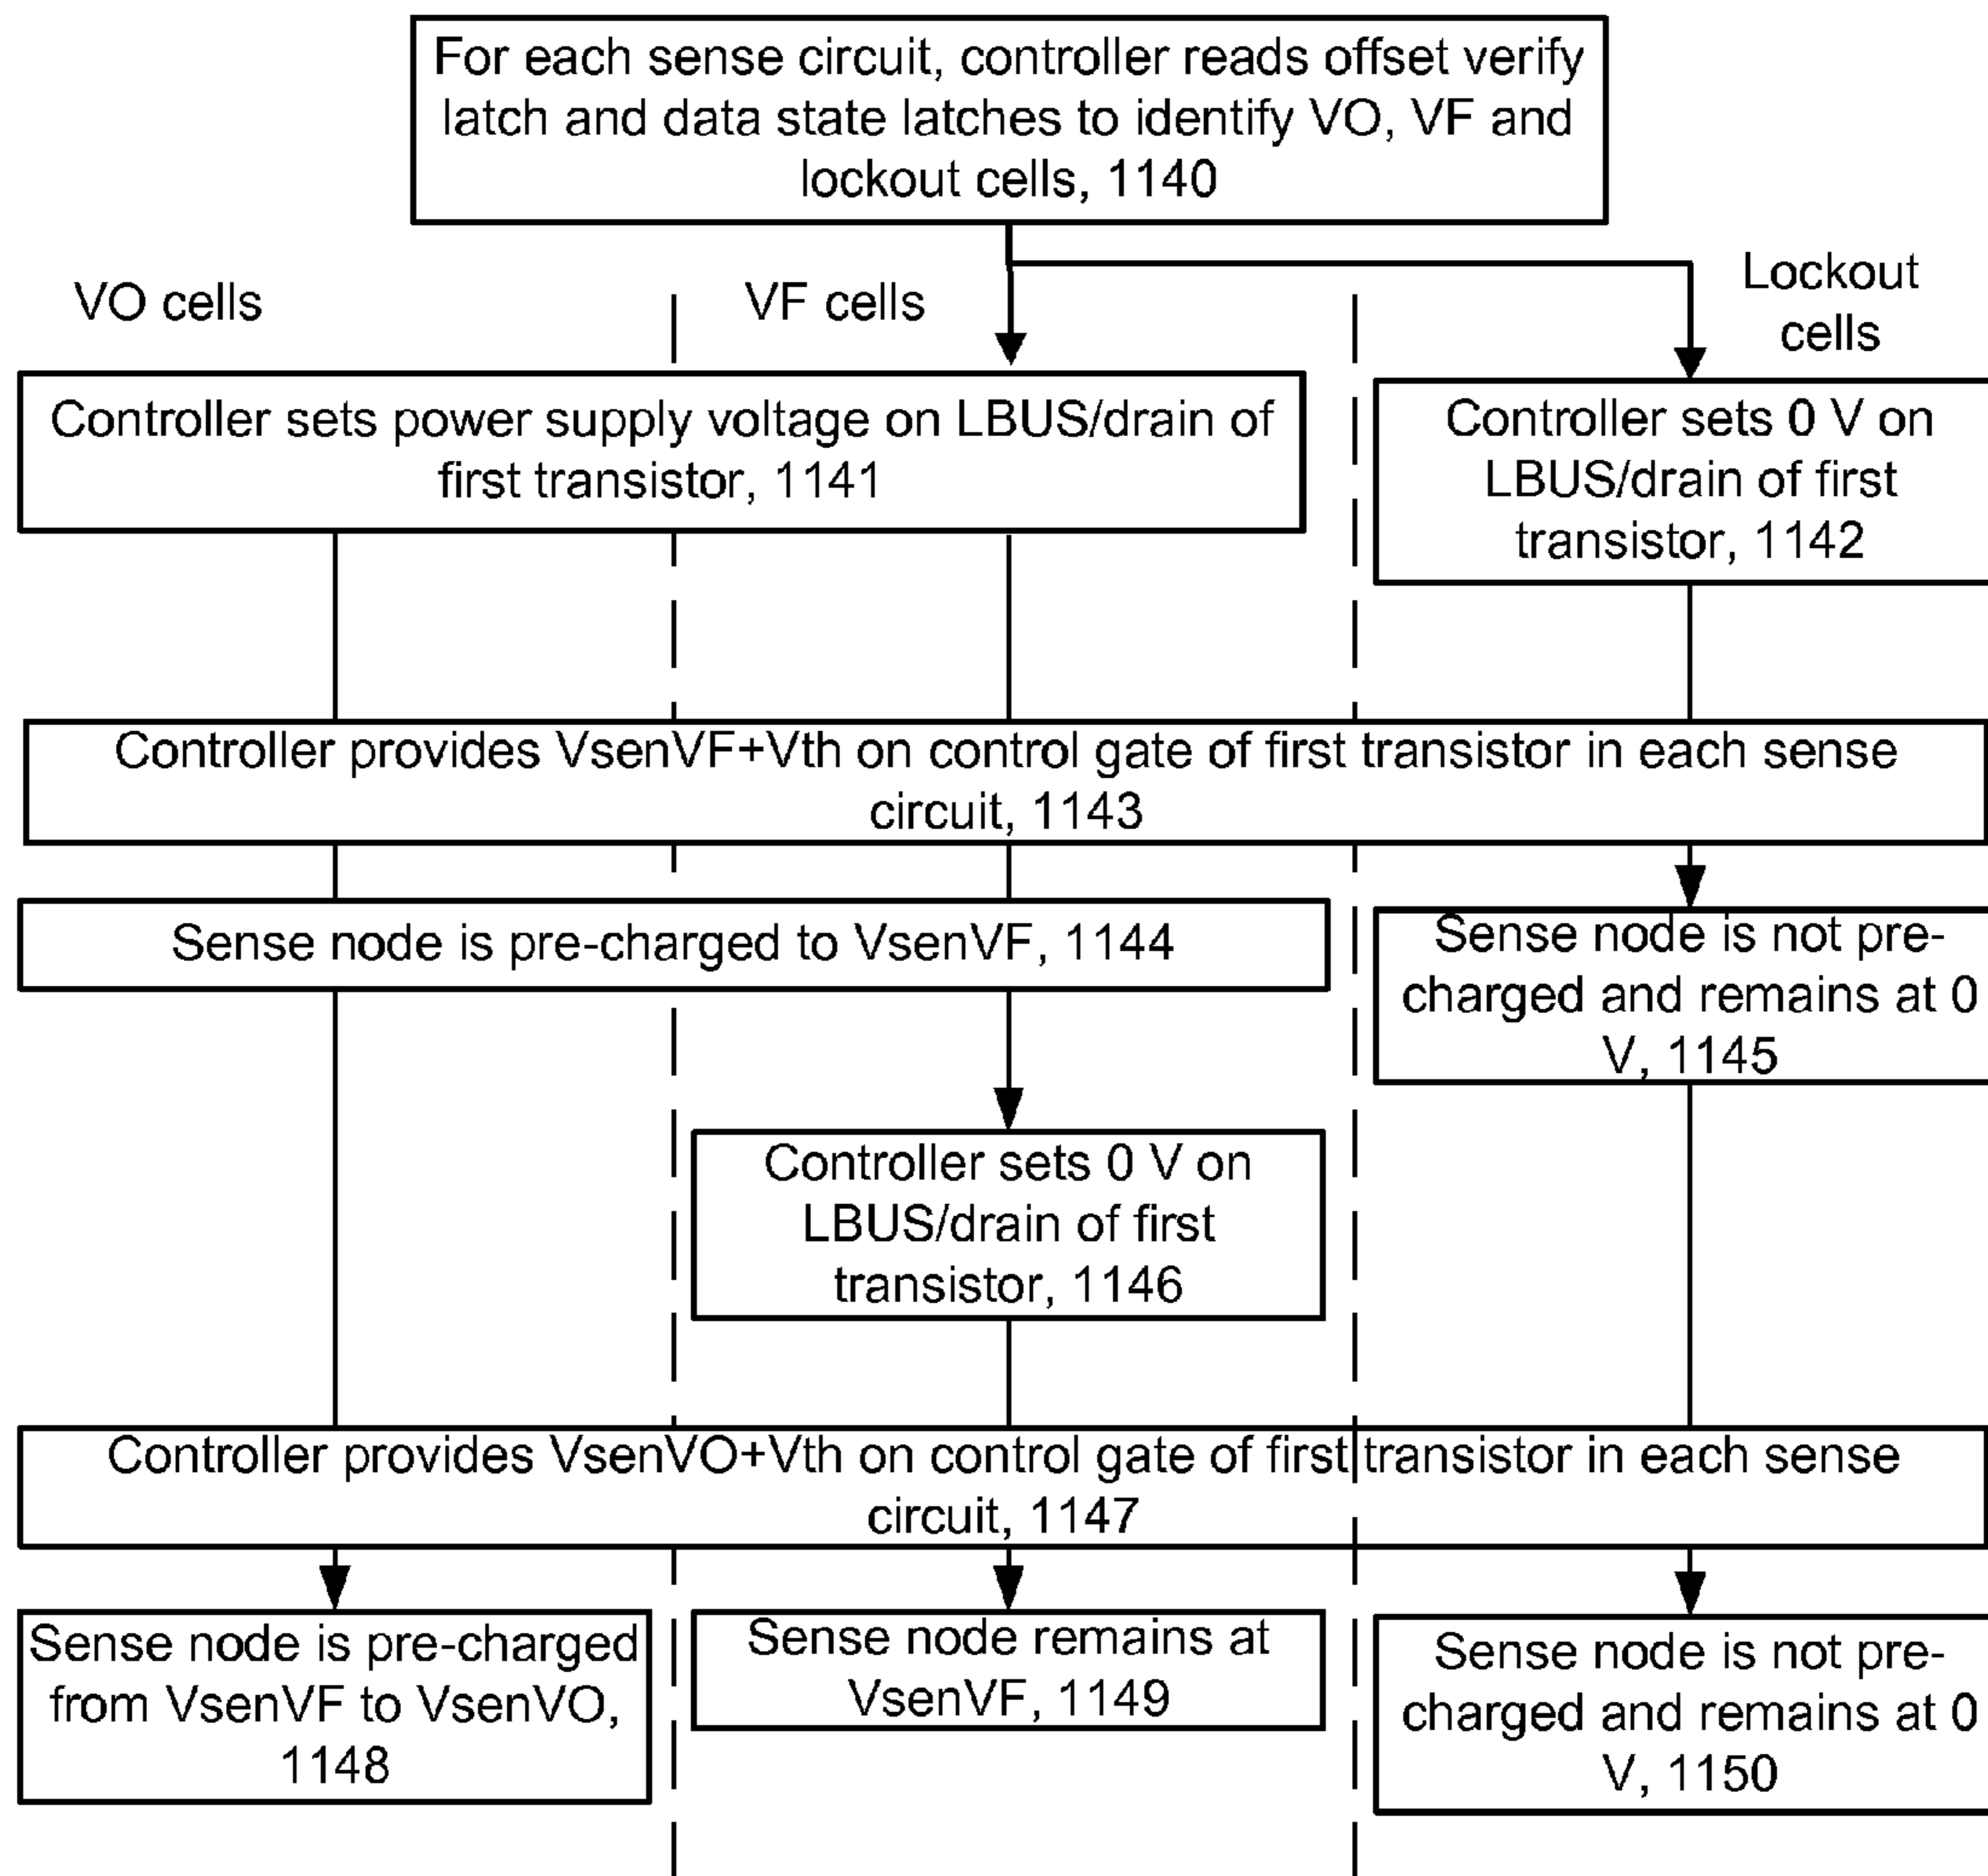 For each sense circuit, controller reads offset verify
latch and data state latches to identify VO, VF and
lockout cells, 1140
VO cells
VF cells
Lockout
cells
Controller sets power supply voltage on LBUS/drain of
first transistor, 1141
Controller sets 0 V on
LBUS/drain of first
transistor, 1142
Controller provides VsenVF+Vth on control gate of first transistor in each sense
circuit, 1143
Sense node is pre-charged to VsenVF, 1144
Sense node is not pre-
charged and remains at 0
V, 1145
Controller sets 0 V on
LBUS/drain of first
transistor, 1146
Controller provides VsenVO+Vth on control gate of first transistor in each sense
circuit, 1147
Sense node is pre-charged
from VsenVF to VsenVO,
1148
Sense node remains at
VsenVF, 1149
Sense node is not pre-
charged and remains at 0
V, 1150